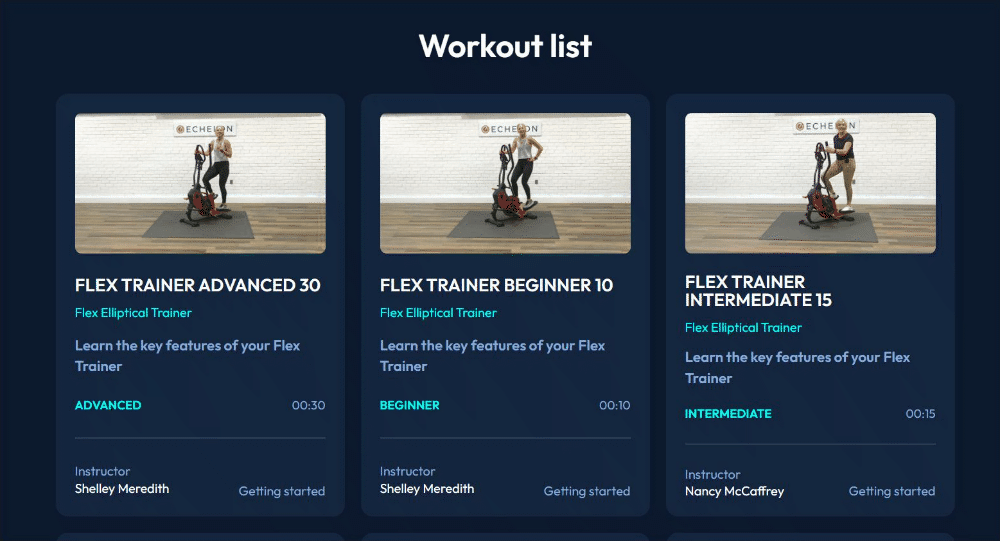 Workout list
ECHELON
FLEX TRAINER ADVANCED 30
Flex Elliptical Trainer
Learn the key features of your Flex
Trainer
ADVANCED
00:30
Instructor
Shelley Meredith
Getting started
ECHELON
FLEX TRAINER BEGINNER 10
Flex Elliptical Trainer
Learn the key features of your Flex
Trainer
BEGINNER
00:10
Instructor
Shelley Meredith
Getting started
ECHELON
FLEX TRAINER
INTERMEDIATE 15
Flex Elliptical Trainer
Learn the key features of your Flex
Trainer
INTERMEDIATE
00:15
Instructor
Nancy McCaffrey
Getting started